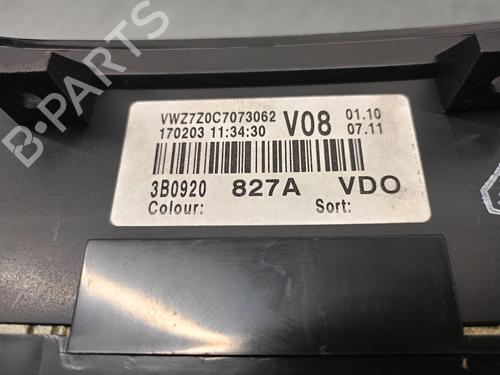 VWZ7Z0C7073062 V08 01.10
170203 11:34:30 07.11
3B0920 827A VDO
Colour: Sort:
B-PARTS